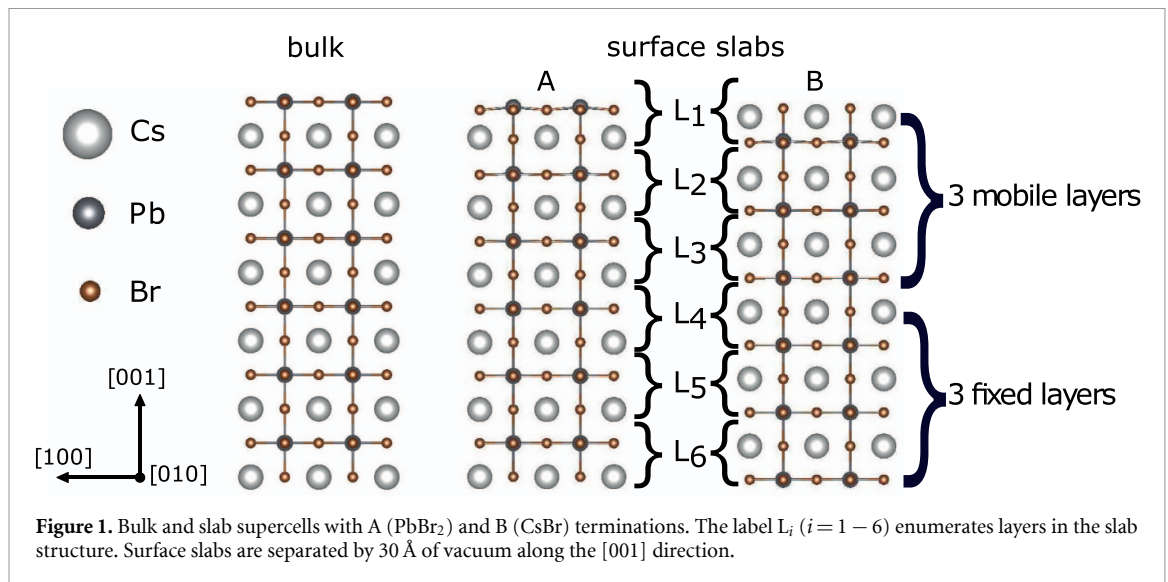 bulk
surface slabs
A
B
Cs
Pb
Br
L1
L2
L3
L4
L5
L6
3 mobile layers
3 fixed layers
[001]
[100]
[010]
Figure 1. Bulk and slab supercells with A (PbBr2) and B (CsBr) terminations. The label Li (i = 1 − 6) enumerates layers in the slab
structure. Surface slabs are separated by 30 Å of vacuum along the [001] direction.